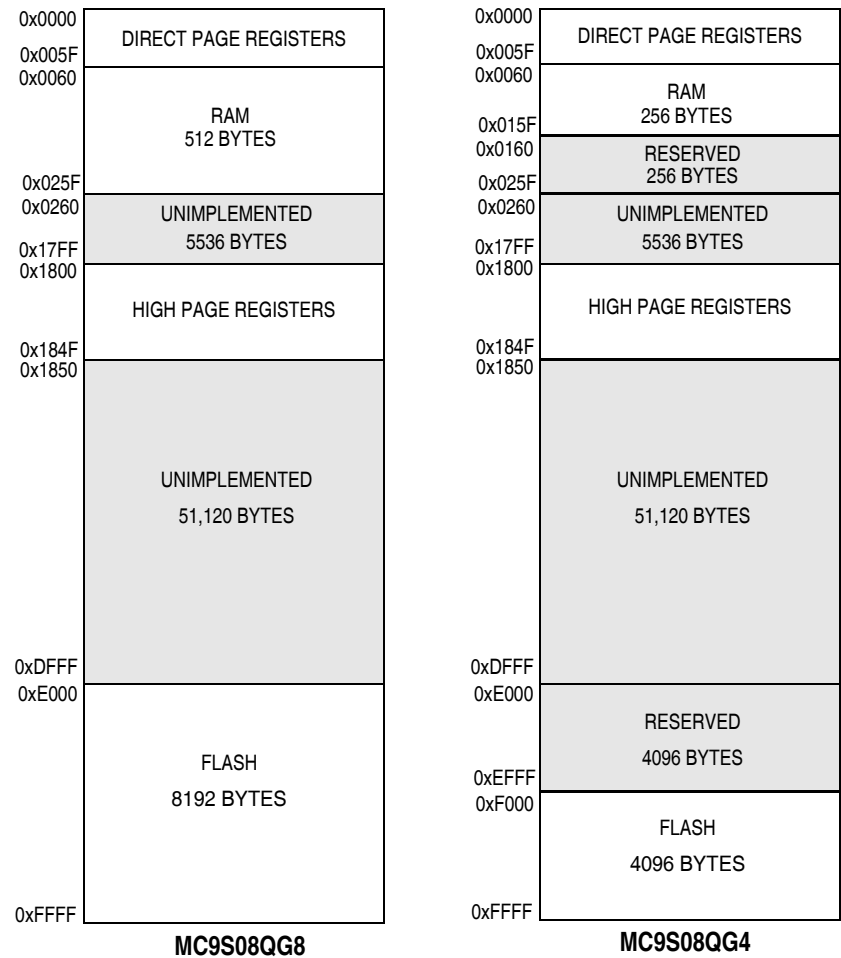 0x0000
DIRECT PAGE REGISTERS
0x005F
0x0060
RAM
512 BYTES
0x025F
0x0260
UNIMPLEMENTED
5536 BYTES
0x17FF
0x1800
HIGH PAGE REGISTERS
0x184F
0x1850
UNIMPLEMENTED
51,120 BYTES
0xDFFF
0xE000
FLASH
8192 BYTES
0xFFFF
MC9S08QG8
0x0000
DIRECT PAGE REGISTERS
0x005F
0x0060
RAM
256 BYTES
0x015F
0x0160
RESERVED
256 BYTES
0x025F
0x0260
UNIMPLEMENTED
5536 BYTES
0x17FF
0x1800
HIGH PAGE REGISTERS
0x184F
0x1850
UNIMPLEMENTED
51,120 BYTES
0xDFFF
0xE000
RESERVED
4096 BYTES
0xEFFF
0xF000
FLASH
4096 BYTES
0xFFFF
MC9S08QG4